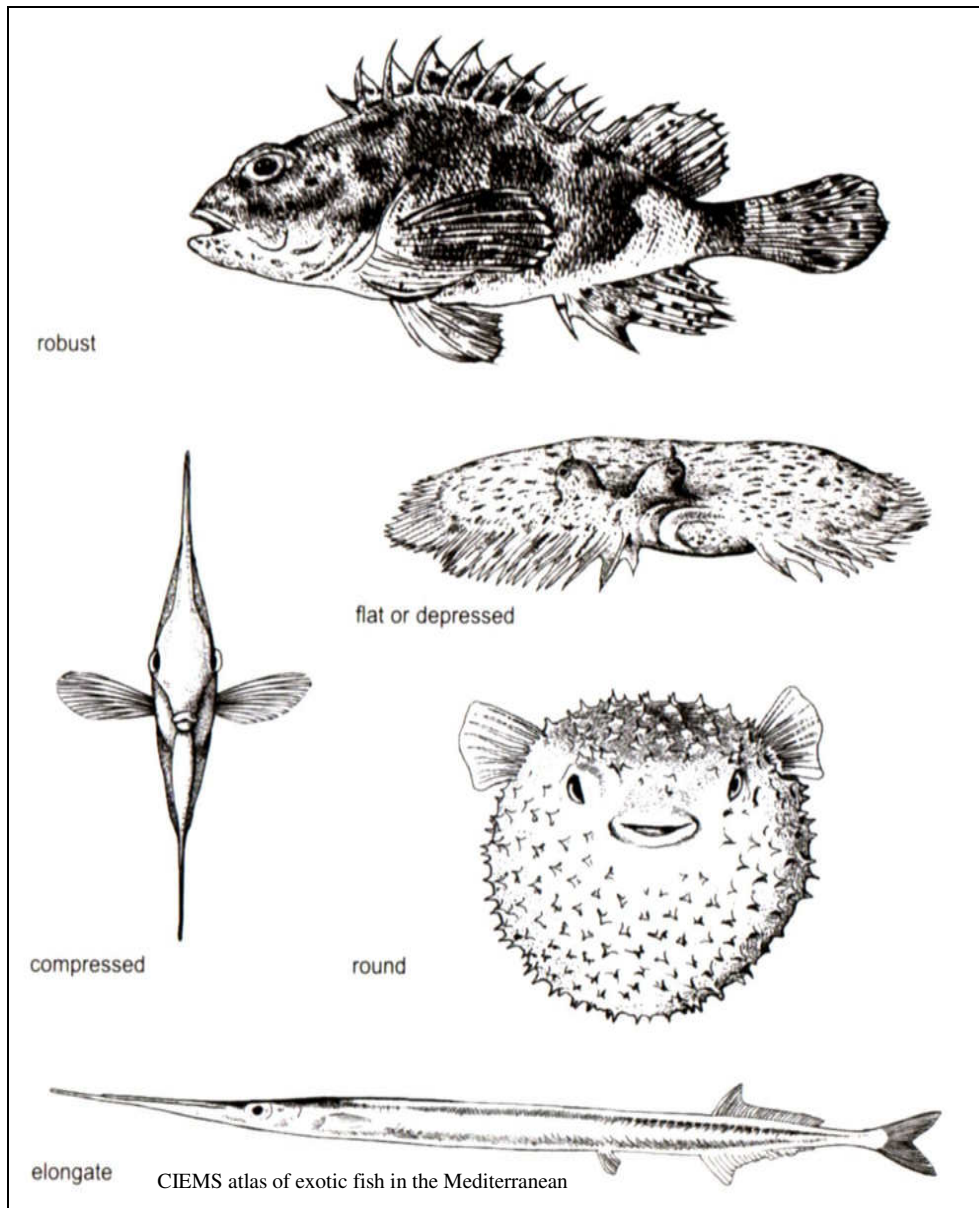 robust
flat or depressed
compressed
round
elongate
CIEMS atlas of exotic fish in the Mediterranean